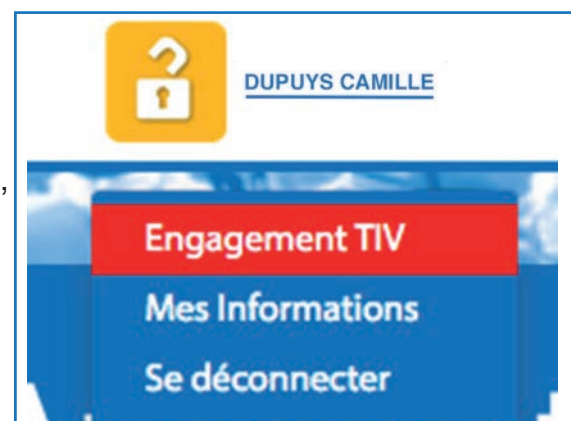 DUPUYS CAMILLE
,
Engagement TIV
Mes Informations
Se déconnecter